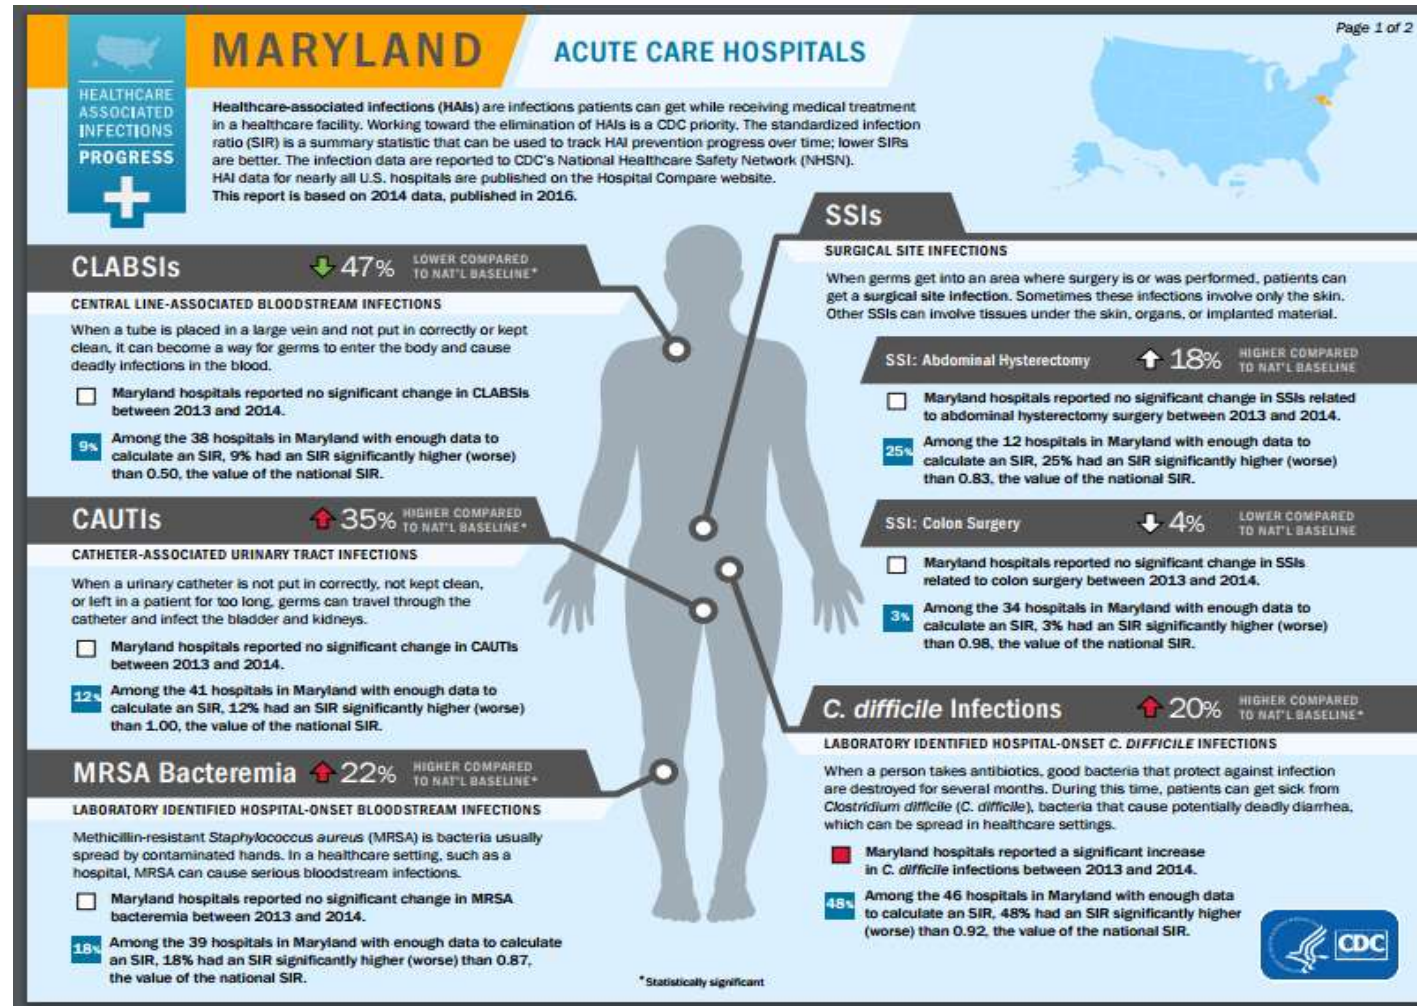 Page 1 of 2
HEALTHCARE
ASSOCIATED
INFECTIONS
PROGRESS
MARYLAND
ACUTE CARE HOSPITALS
Healthcare-associated infections (HAIs) are infections patients can get while receiving medical treatment
in a healthcare facility. Working toward the elimination of HAIs is a CDC priority. The standardized infection
ratio (SIR) is a summary statistic that can be used to track HAI prevention progress over time; lower SIRs
are better. The infection data are reported to CDC's National Healthcare Safety Network (NHSN).
HAI data for nearly all U.S. hospitals are published on the Hospital Compare website.
This report is based on 2014 data, published in 2016.
CLABSIs
47%
LOWER COMPARED
TO NAT'L BASELINE*
CENTRAL LINE-ASSOCIATED BLOODSTREAM INFECTIONS
When a tube is placed in a large vein and not put in correctly or kept
clean, it can become a way for germs to enter the body and cause
deadly infections in the blood.
Maryland hospitals reported no significant change in CLABSIs
between 2013 and 2014.
9%
Among the 38 hospitals in Maryland with enough data to
calculate an SIR, 9% had an SIR significantly higher (worse)
than 0.50, the value of the national SIR.
CAUTIs
35%
HIGHER COMPARED
TO NAT'L BASELINE*
CATHETER-ASSOCIATED URINARY TRACT INFECTIONS
When a urinary catheter is not put in correctly, not kept clean,
or left in a patient for too long, germs can travel through the
catheter and infect the bladder and kidneys.
Maryland hospitals reported no significant change in CAUTIs
between 2013 and 2014.
12%
Among the 41 hospitals in Maryland with enough data to
calculate an SIR, 12% had an SIR significantly higher (worse)
than 1.00, the value of the national SIR.
MRSA Bacteremia
22%
HIGHER COMPARED
TO NAT'L BASELINE*
LABORATORY IDENTIFIED HOSPITAL-ONSET BLOODSTREAM INFECTIONS
Methicillin-resistant Staphylococcus aureus (MRSA) is bacteria usually
spread by contaminated hands. In a healthcare setting, such as a
hospital, MRSA can cause serious bloodstream infections.
Maryland hospitals reported no significant change in MRSA
bacteremia between 2013 and 2014.
18%
Among the 39 hospitals in Maryland with enough data to calculate
an SIR, 18% had an SIR significantly higher (worse) than 0.87,
the value of the national SIR.
SSIs
SURGICAL SITE INFECTIONS
When germs get into an area where surgery is or was performed, patients can
get a surgical site infection. Sometimes these infections involve only the skin.
Other SSIs can involve tissues under the skin, organs, or implanted material.
SSI: Abdominal Hysterectomy
18%
HIGHER COMPARED
TO NAT'L BASELINE
Maryland hospitals reported no significant change in SSIs related
to abdominal hysterectomy surgery between 2013 and 2014.
25%
Among the 12 hospitals in Maryland with enough data to
calculate an SIR, 25% had an SIR significantly higher (worse)
than 0.83, the value of the national SIR.
SSI: Colon Surgery
4%
LOWER COMPARED
TO NAT'L BASELINE
Maryland hospitals reported no significant change in SSIs
related to colon surgery between 2013 and 2014.
3%
Among the 34 hospitals in Maryland with enough data to
calculate an SIR, 3% had an SIR significantly higher (worse)
than 0.98, the value of the national SIR.
C. difficile Infections
20%
HIGHER COMPARED
TO NAT'L BASELINE*
LABORATORY IDENTIFIED HOSPITAL-ONSET C. DIFFICILE INFECTIONS
When a person takes antibiotics, good bacteria that protect against infection
are destroyed for several months. During this time, patients can get sick from
Clostridium difficile (C. difficile), bacteria that cause potentially deadly diarrhea,
which can be spread in healthcare settings.
Maryland hospitals reported a significant increase
in C. difficile infections between 2013 and 2014.
48%
Among the 46 hospitals in Maryland with enough data
to calculate an SIR, 48% had an SIR significantly higher
(worse) than 0.92, the value of the national SIR.
*Statistically significant
CDC